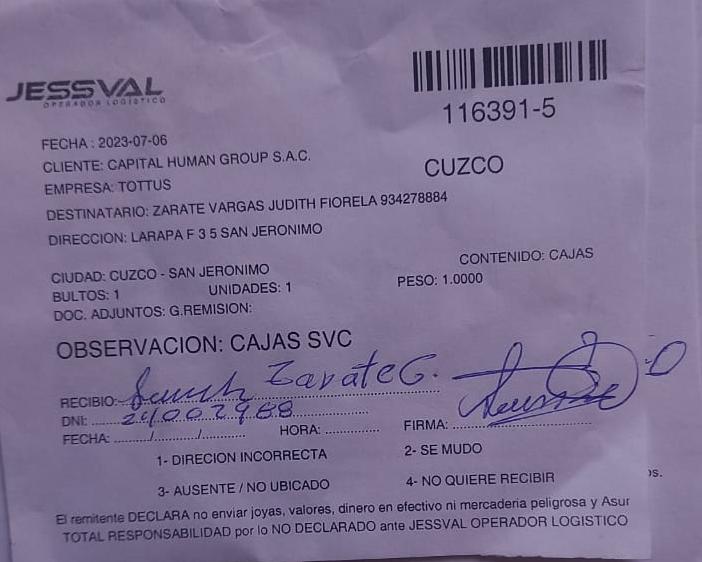 JESSVAL
OPERADOR LOGISTICO
116391-5
FECHA : 2023-07-06
CLIENTE: CAPITAL HUMAN GROUP S.A.C.
CUZCO
EMPRESA: TOTTUS
DESTINATARIO: ZARATE VARGAS JUDITH FIORELA 934278884
DIRECCION: LARAPA F 3 5 SAN JERONIMO
CIUDAD: CUZCO - SAN JERONIMO
CONTENIDO: CAJAS
BULTOS: 1 UNIDADES: 1 PESO: 1.0000
DOC. ADJUNTOS: G.REMISION:
OBSERVACION: CAJAS SVC
RECIBIO: Zarate G.
DNI: 24002988
FECHA: ......./......../......... HORA: ............. FIRMA:
1- DIRECION INCORRECTA 2- SE MUDO
3- AUSENTE / NO UBICADO 4- NO QUIERE RECIBIR
os.
El remitente DECLARA no enviar joyas, valores, dinero en efectivo ni mercaderia peligrosa y Asur
TOTAL RESPONSABILIDAD por lo NO DECLARADO ante JESSVAL OPERADOR LOGISTICO